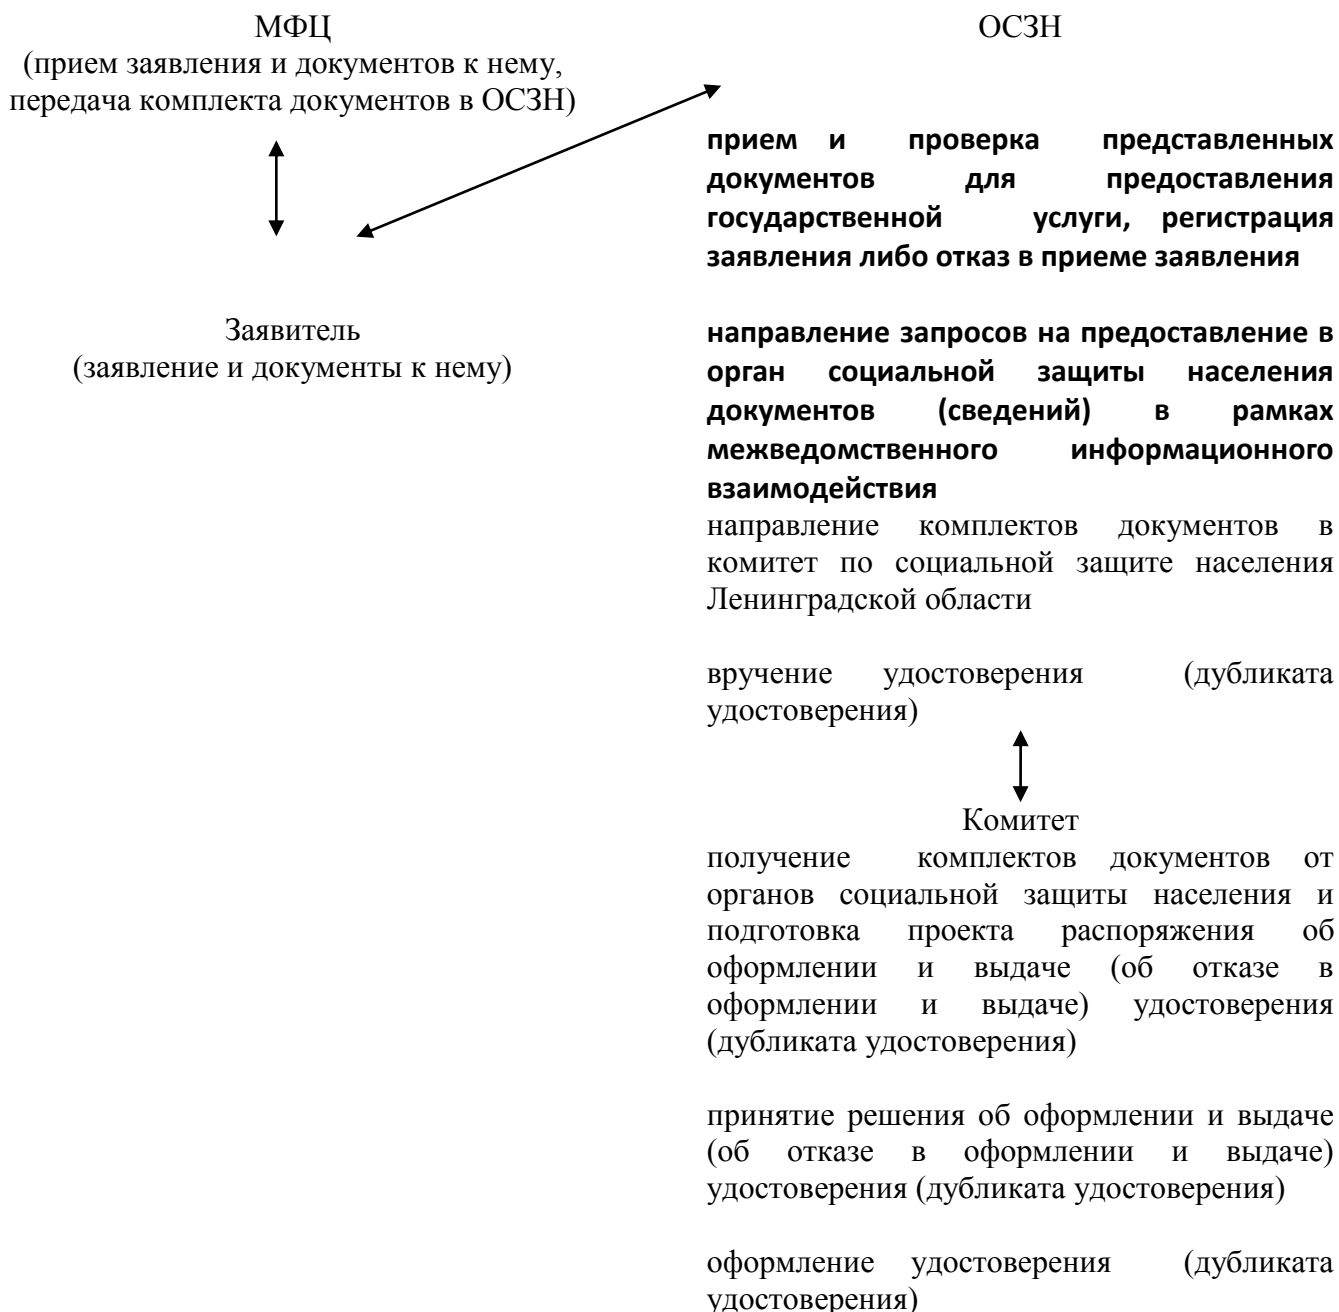 МФЦ
(прием заявления и документов к нему,
передача комплекта документов в ОСЗН)
Заявитель
(заявление и документы к нему)
ОСЗН
прием и проверка представленных
документов для предоставления
государственной услуги, регистрация
заявления либо отказ в приеме заявления
направление запросов на предоставление в
орган социальной защиты населения
документов (сведений) в рамках
межведомственного информационного
взаимодействия
направление комплектов документов в
комитет по социальной защите населения
Ленинградской области
вручение удостоверения (дубликата
удостоверения)
Комитет
получение комплектов документов от
органов социальной защиты населения и
подготовка проекта распоряжения об
оформлении и выдаче (об отказе в
оформлении и выдаче) удостоверения
(дубликата удостоверения)
принятие решения об оформлении и выдаче
(об отказе в оформлении и выдаче)
удостоверения (дубликата удостоверения)
оформление удостоверения (дубликата
удостоверения)